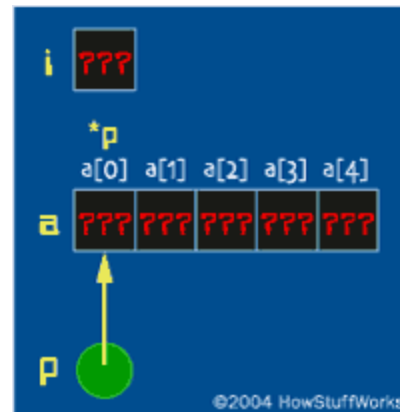 i ???
*p
a[0] a[1] a[2] a[3] a[4]
a ??? ??? ??? ??? ???
p
©2004 HowStuffWorks